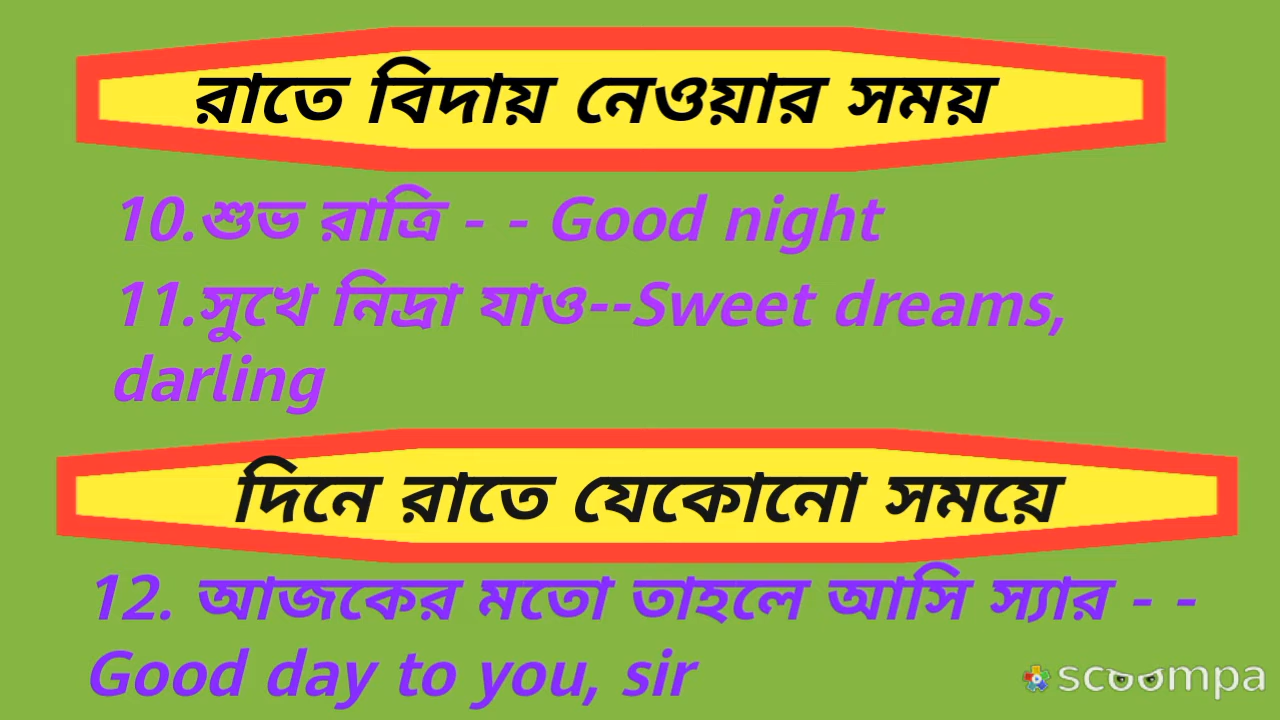 রাতে বিদায় নেওয়ার সময়
10.শুভ রাত্রি - - Good night
11.সুখে নিদ্রা যাও--Sweet dreams,
darling
দিনে রাতে যেকোনো সময়ে
12. আজকের মতো তাহলে আসি স্যার - -
Good day to you, sir
scoompa